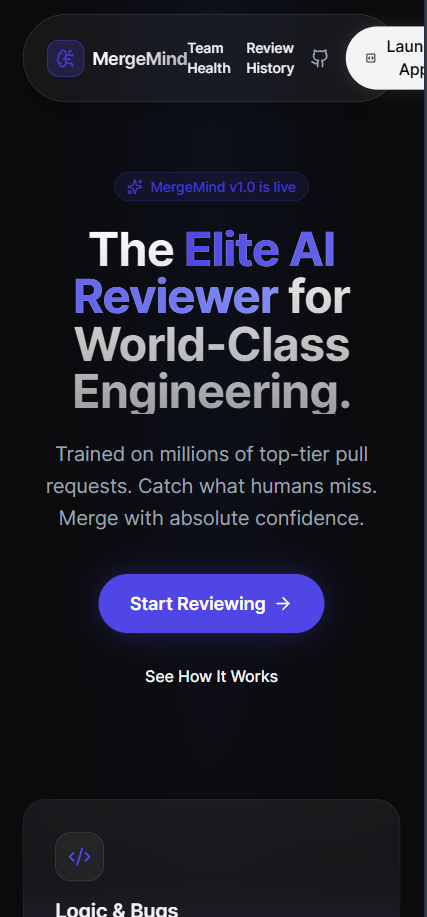 MergeMind
Team Health
Review History
Launch App
MergeMind v1.0 is live
The Elite AI
Reviewer for
World-Class
Engineering.
Trained on millions of top-tier pull
requests. Catch what humans miss.
Merge with absolute confidence.
Start Reviewing
See How It Works
Logic & Bugs